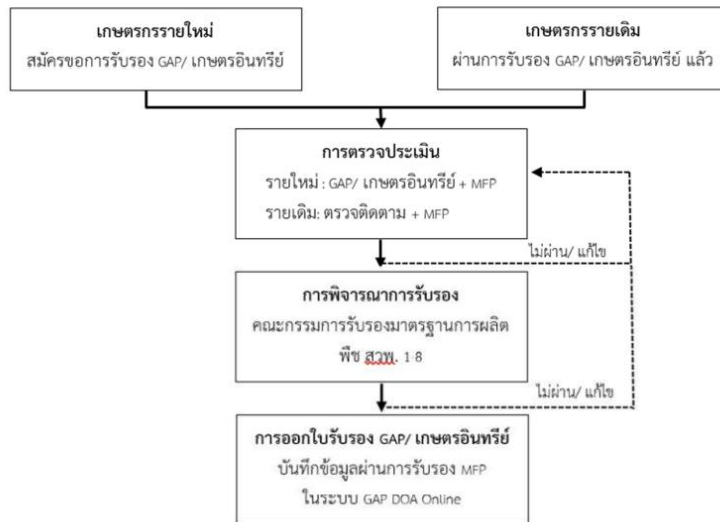 เกษตรกรรายใหม่
สมัครขอการรับรอง GAP/ เกษตรอินทรีย์
เกษตรกรรายเดิม
ผ่านการรับรอง GAP/ เกษตรอินทรีย์ แล้ว
การตรวจประเมิน
รายใหม่ : GAP/ เกษตรอินทรีย์ + MFP
รายเดิม: ตรวจติดตาม + MFP
ไม่ผ่าน/ แก้ไข
การพิจารณาการรับรอง
คณะกรรมการรับรองมาตรฐานการผลิต
พืช สวพ. 1-8
ไม่ผ่าน/ แก้ไข
การออกใบรับรอง GAP/ เกษตรอินทรีย์
บันทึกข้อมูลผ่านการรับรอง MFP
ในระบบ GAP DOA Online